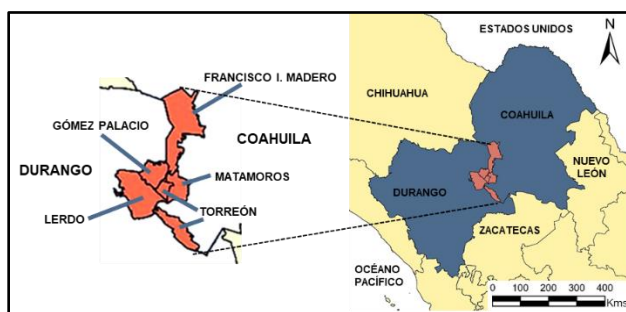 FRANCISCO I. MADERO
GÓMEZ PALACIO
COAHUILA
DURANGO
MATAMOROS
LERDO
TORREÓN
ESTADOS UNIDOS
N
CHIHUAHUA
COAHUILA
NUEVO
LEÓN
DURANGO
ZACATECAS
OCÉANO
PACÍFICO
0 100 200 300 400
Kms